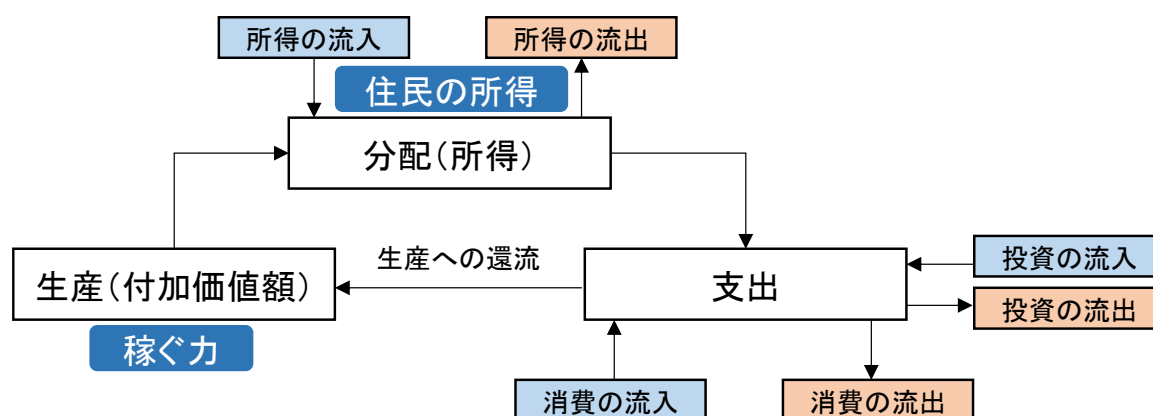 所得の流入
所得の流出
住民の所得
分配(所得)
生産への還流
生産(付加価値額)
支出
投資の流入
投資の流出
稼ぐ力
消費の流入
消費の流出